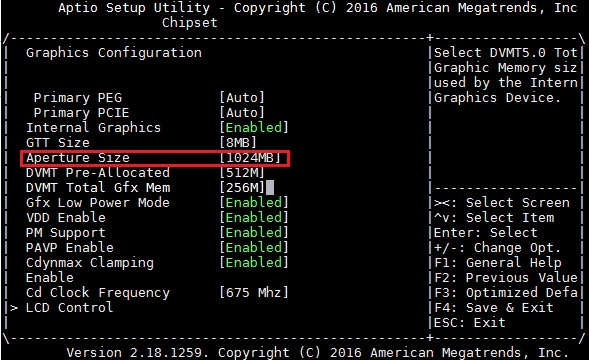 Aptio Setup Utility - Copyright (C) 2016 American Megatrends, Inc
Chipset
/-----------------------------------------------------+------------------\
| Graphics Configuration |Select DVMT5.0 Tot|
| |Graphic Memory siz|
| |used by the Intern|
| Primary PEG [Auto] |Graphics Device. |
| Primary PCIE [Auto] | |
| Internal Graphics [Enabled] | |
| GTT Size [8MB] | |
| Aperture Size [1024MB] | |
| DVMT Pre-Allocated [512M] | |
| DVMT Total Gfx Mem [256M] |------------------|
| Gfx Low Power Mode [Enabled] |><: Select Screen |
| VDD Enable [Enabled] |^v: Select Item |
| PM Support [Enabled] |Enter: Select |
| PAVP Enable [Enabled] |+/-: Change Opt. |
| Cdynmax Clamping [Enabled] |F1: General Help |
| Enable |F2: Previous Value|
| Cd Clock Frequency [675 Mhz] |F3: Optimized Defa|
|> LCD Control |F4: Save & Exit |
| |ESC: Exit |
\-----------------------------------------------------+------------------/
Version 2.18.1259. Copyright (C) 2016 American Megatrends, Inc.